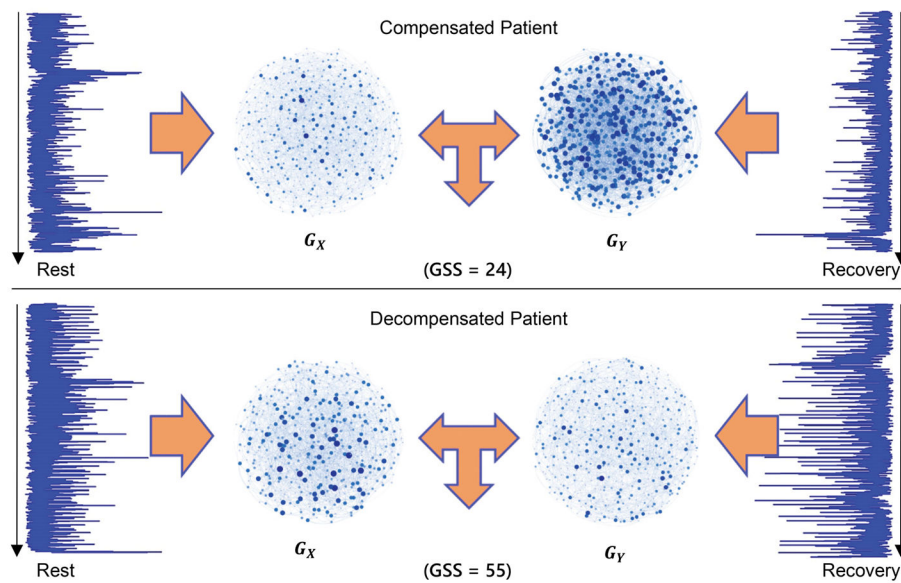 Compensated Patient
G_X
G_Y
Rest
(GSS = 24)
Recovery
Decompensated Patient
G_X
G_Y
Rest
(GSS = 55)
Recovery